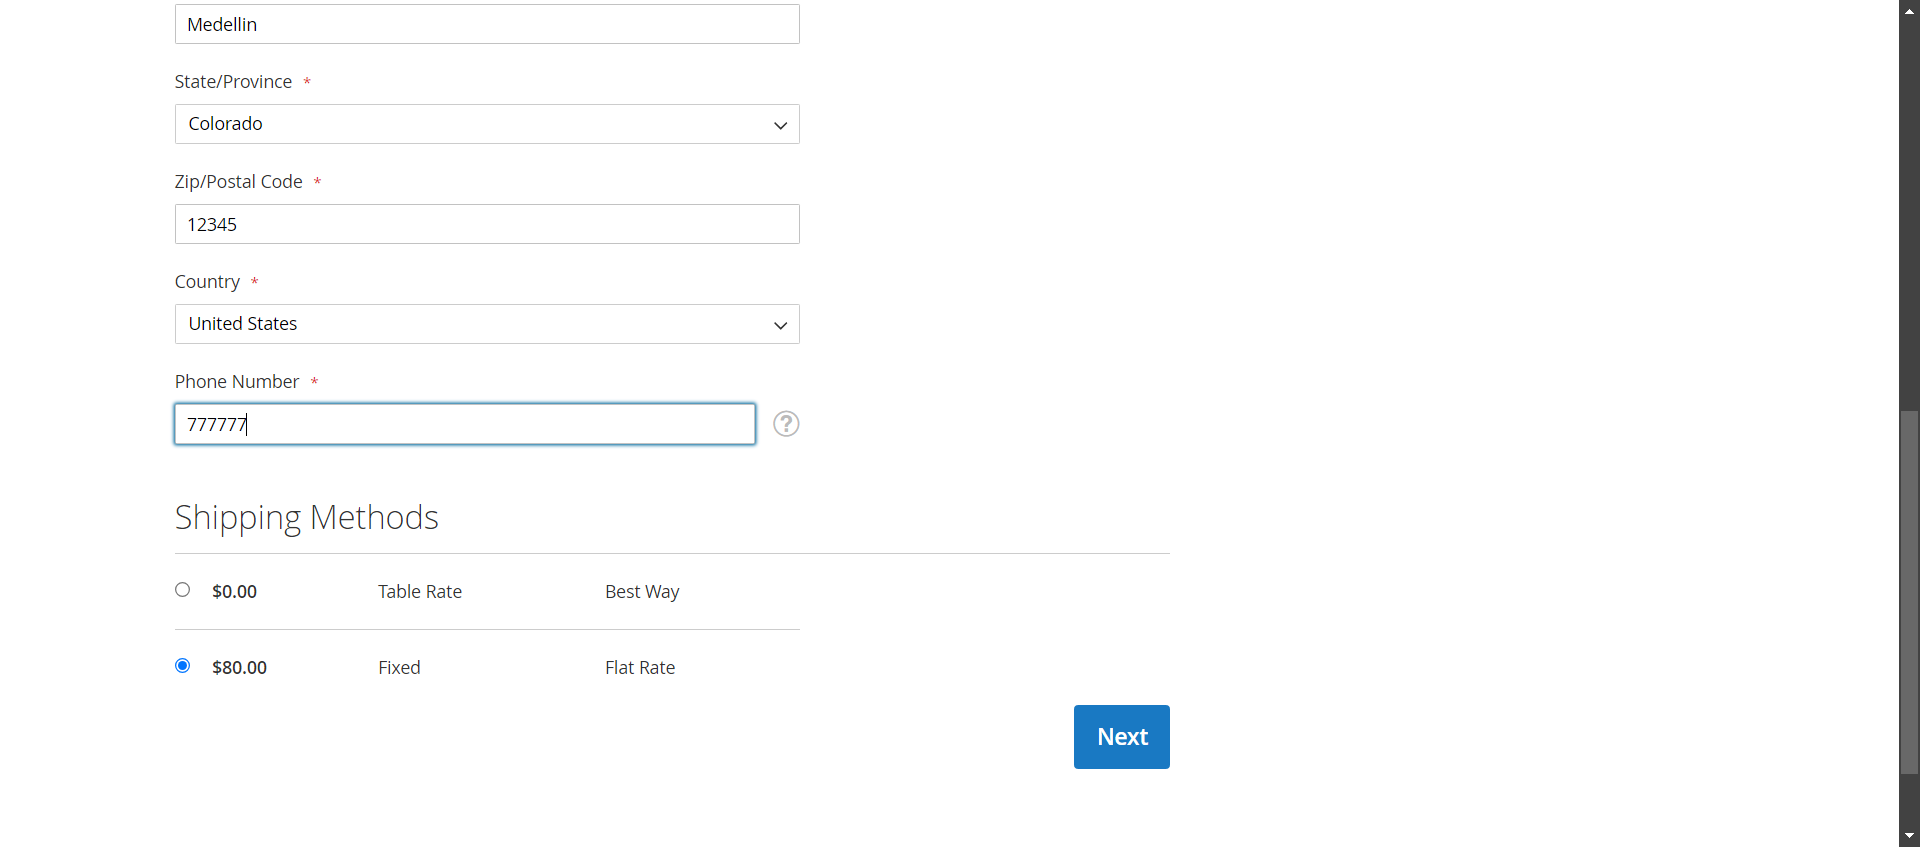 Medellin
State/Province *
Colorado
Zip/Postal Code *
12345
Country *
United States
Phone Number *
777777
?
Shipping Methods
$0.00 Table Rate Best Way
$80.00 Fixed Flat Rate
Next